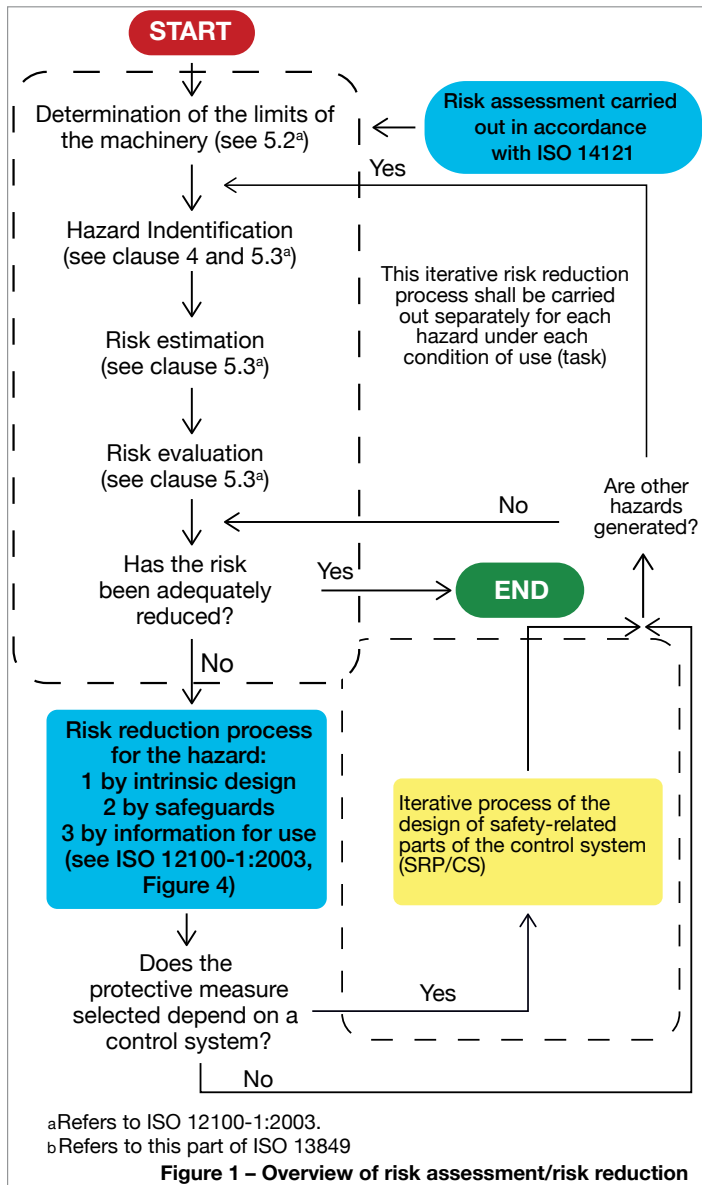 START
Determination of the limits of
the machinery (see 5.2ª)
Risk assessment carried
out in accordance
with ISO 14121
Yes
Hazard Indentification
(see clause 4 and 5.3ª)
This iterative risk reduction
process shall be carried
out separately for each
hazard under each
condition of use (task)
Risk estimation
(see clause 5.3ª)
Risk evaluation
(see clause 5.3ª)
Are other
hazards
generated?
No
Has the risk
been adequately
reduced?
Yes
END
No
Risk reduction process
for the hazard:
1 by intrinsic design
2 by safeguards
3 by information for use
(see ISO 12100-1:2003,
Figure 4)
Iterative process of the
design of safety-related
parts of the control system
(SRP/CS)
Does the
protective measure
selected depend on a
control system?
Yes
No
aRefers to ISO 12100-1:2003.
bRefers to this part of ISO 13849
Figure 1 – Overview of risk assessment/risk reduction